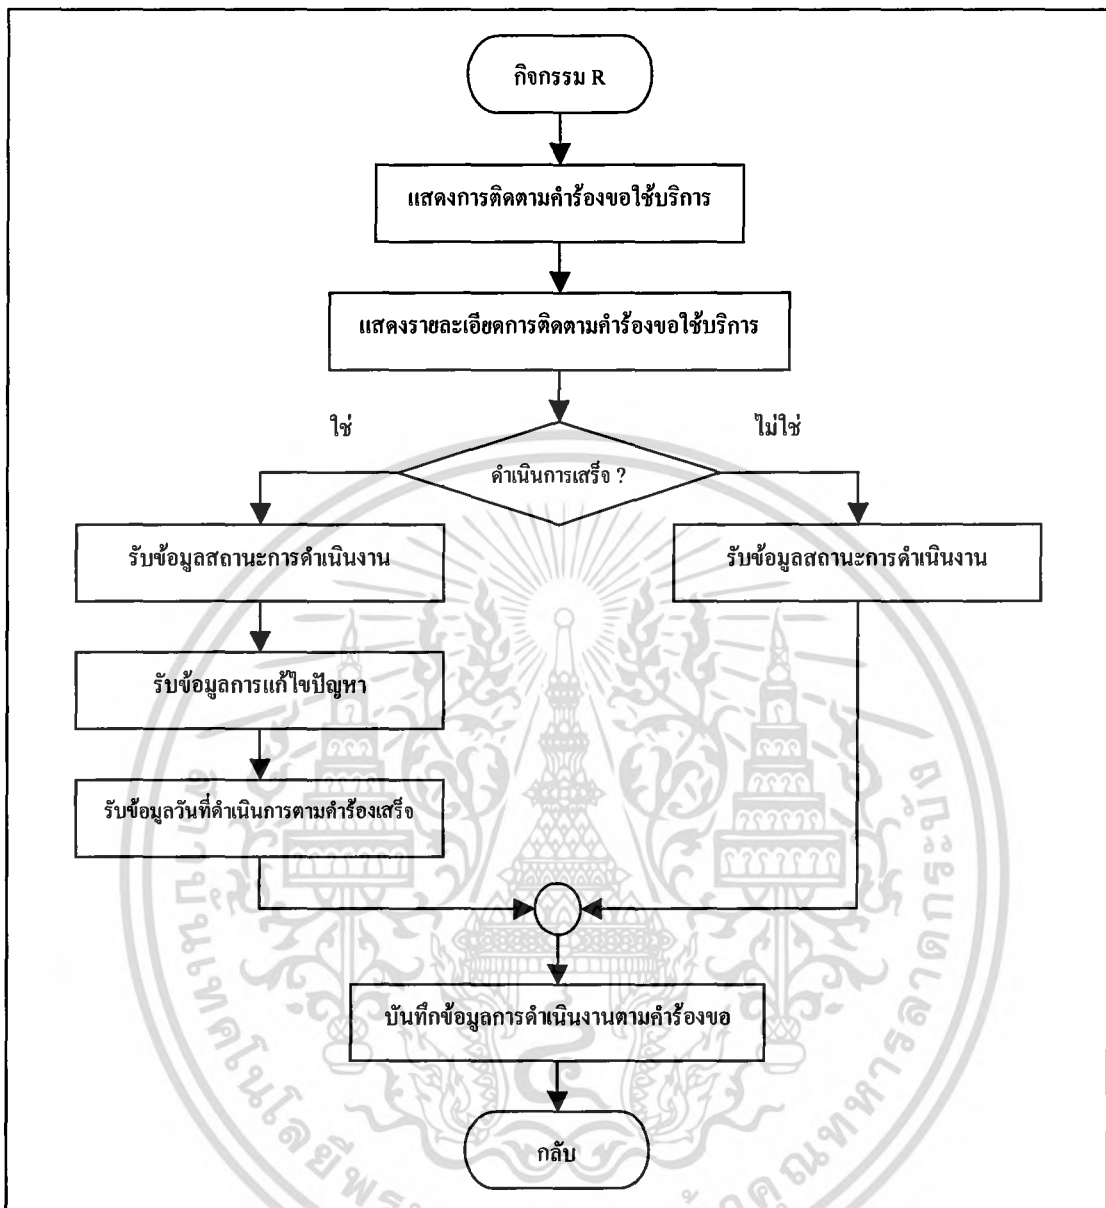 กิจกรรม R
แสดงการติดตามคำร้องขอใช้บริการ
แสดงรายละเอียดการติดตามคำร้องขอใช้บริการ
ใช่
ไม่ใช่
ดำเนินการเสร็จ ?
รับข้อมูลสถานะการดำเนินงาน
รับข้อมูลสถานะการดำเนินงาน
รับข้อมูลการแก้ไขปัญหา
รับข้อมูลวันที่ดำเนินการตามคำร้องเสร็จ
บันทึกข้อมูลการดำเนินงานตามคำร้องขอ
กลับ